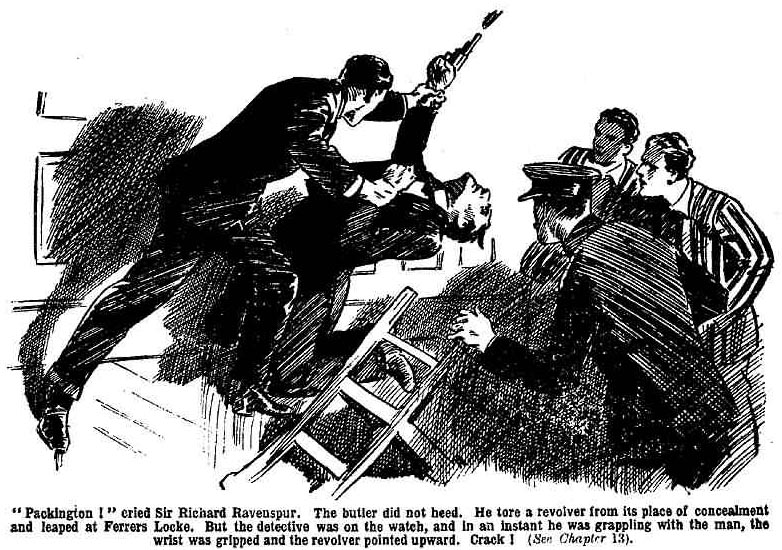 "Packington !" cried Sir Richard Ravenspur. The butler did not heed. He tore a revolver from its place of concealment
and leaped at Ferrers Locke. But the detective was on the watch, and in an instant he was grappling with the man, the
wrist was gripped and the revolver pointed upward. Crack ! (See Chapter 13).